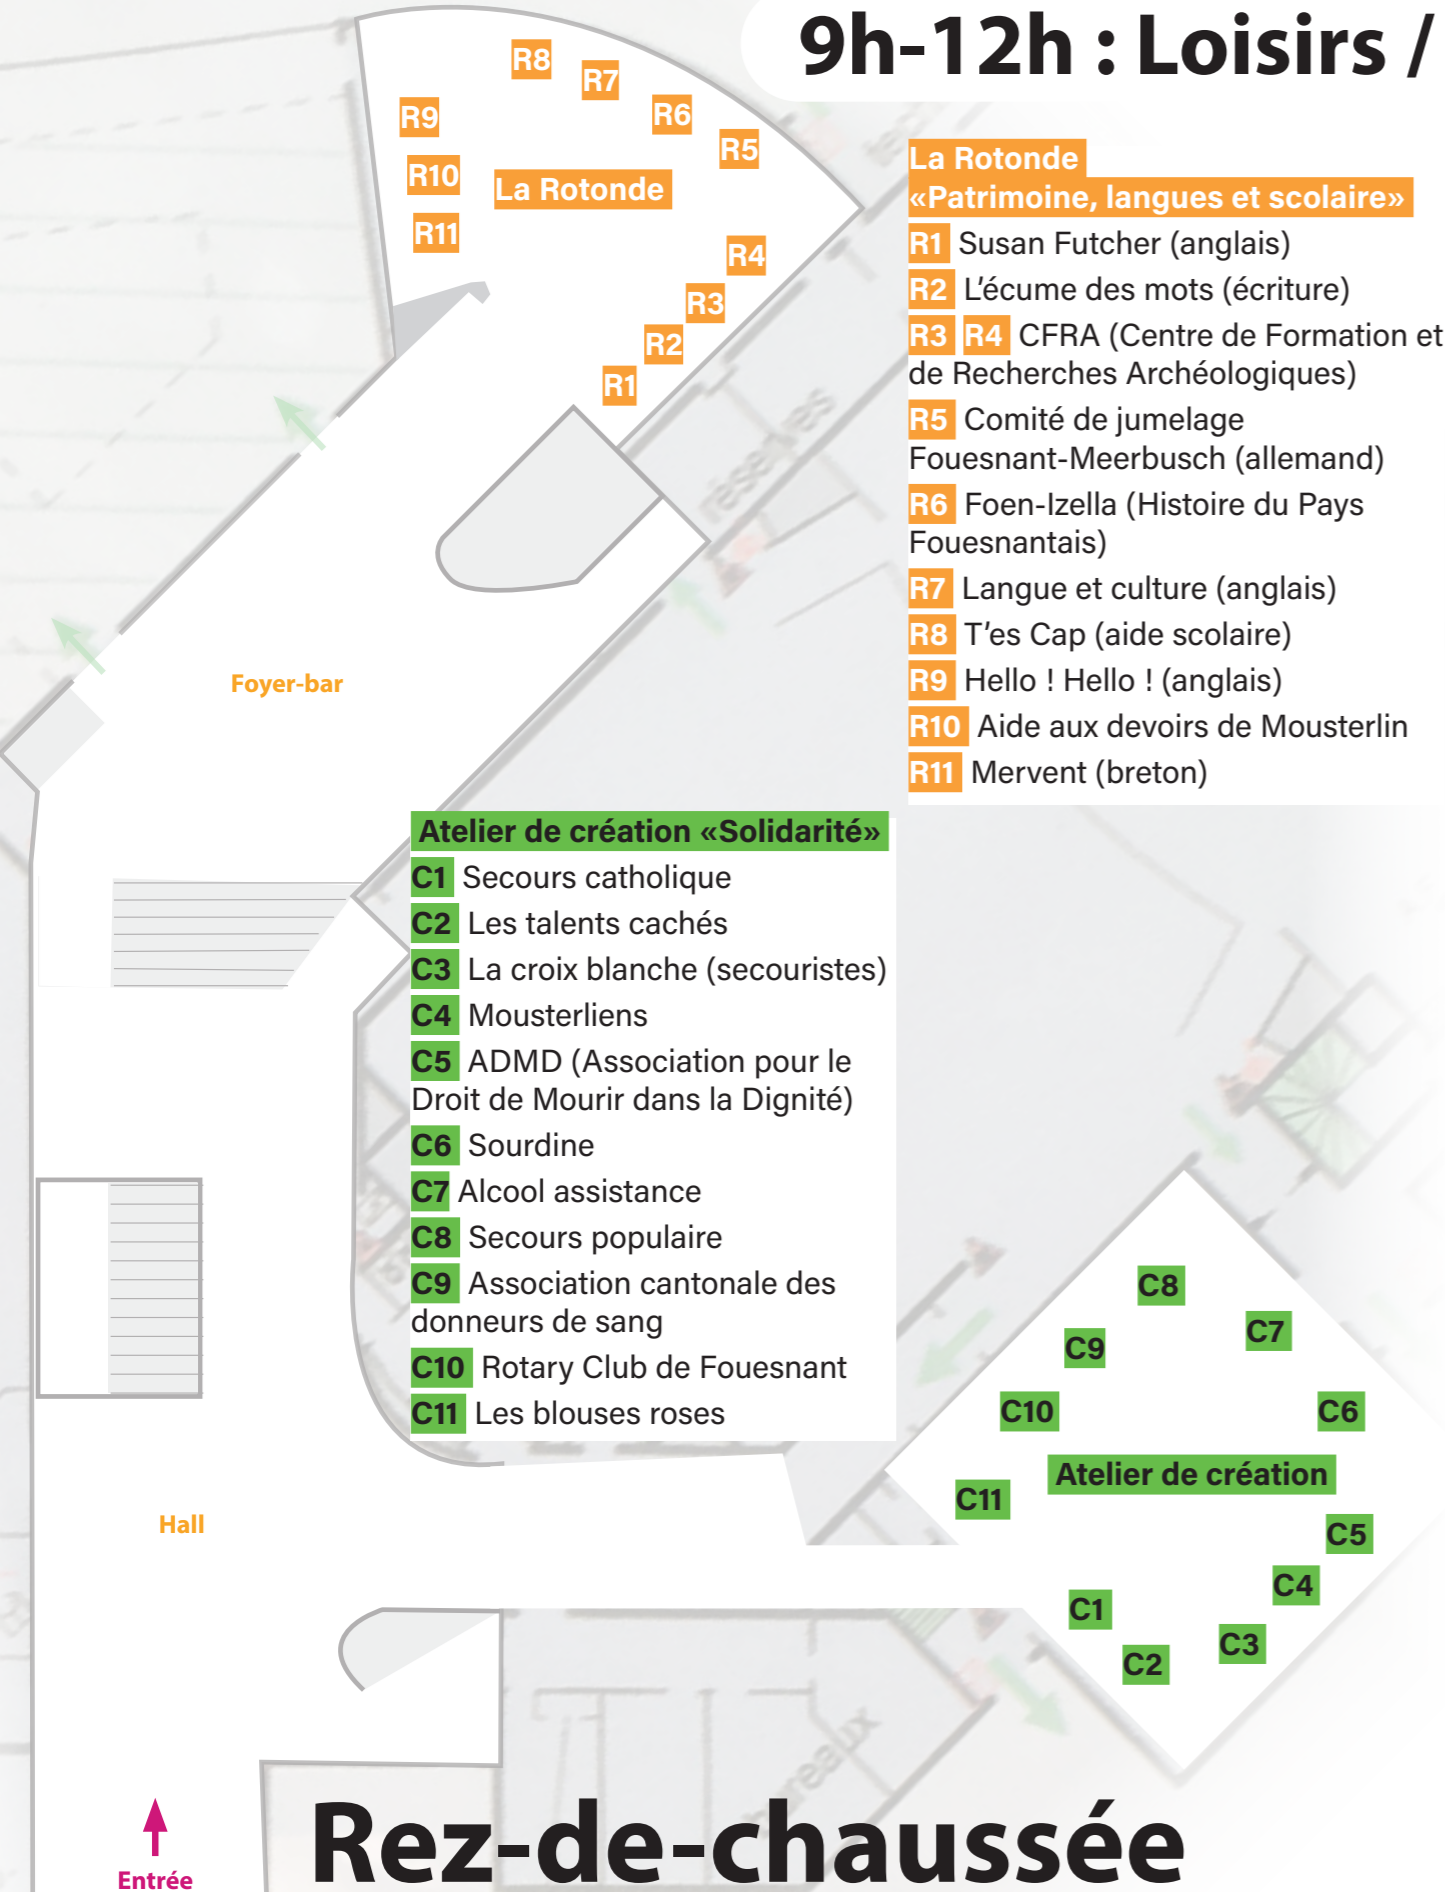 9h-12h : Loisirs /
R8
R7
R6
R9
R5
R10
La Rotonde
R11
R4
R3
R2
R1
La Rotonde
«Patrimoine, langues et scolaire»
R1 Susan Futcher (anglais)
R2 L'écume des mots (écriture)
R3 R4 CFRA (Centre de Formation et
de Recherches Archéologiques)
R5 Comité de jumelage
Fouesnant-Meerbusch (allemand)
R6 Foen-Izella (Histoire du Pays
Fouesnantais)
R7 Langue et culture (anglais)
R8 T'es Cap (aide scolaire)
R9 Hello ! Hello ! (anglais)
R10 Aide aux devoirs de Mousterlin
R11 Mervent (breton)
réserves
Foyer-bar
Atelier de création «Solidarité»
C1 Secours catholique
C2 Les talents cachés
C3 La croix blanche (secouristes)
C4 Mousterliens
C5 ADMD (Association pour le
Droit de Mourir dans la Dignité)
C6 Sourdine
C7 Alcool assistance
C8 Secours populaire
C9 Association cantonale des
donneurs de sang
C10 Rotary Club de Fouesnant
C11 Les blouses roses
C8
C7
C9
C10
C6
Atelier de création
C11
C5
C4
C1
C3
C2
Hall
bureaux
Rez-de-chaussée
Entrée